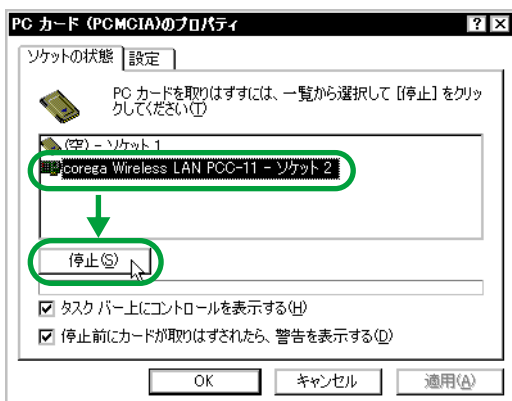 PC カード (PCMCIA)のプロパティ
ソケットの状態 設定
PC カードを取りはずすには、一覧から選択して [停止] をクリッ
クしてください(T)
(空) - ソケット 1
corega Wireless LAN PCC-11 - ソケット 2
停止(S)
タスク バー上にコントロールを表示する(H)
停止前にカードが取りはずされたら、警告を表示する(D)
OK キャンセル 適用(A)